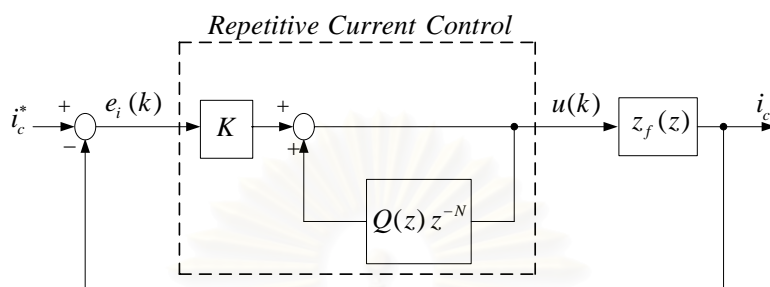 Repetitive Current Control
i_c^* + − e_i(k) K + + u(k) z_f(z) i_c
Q(z) z^{-N}